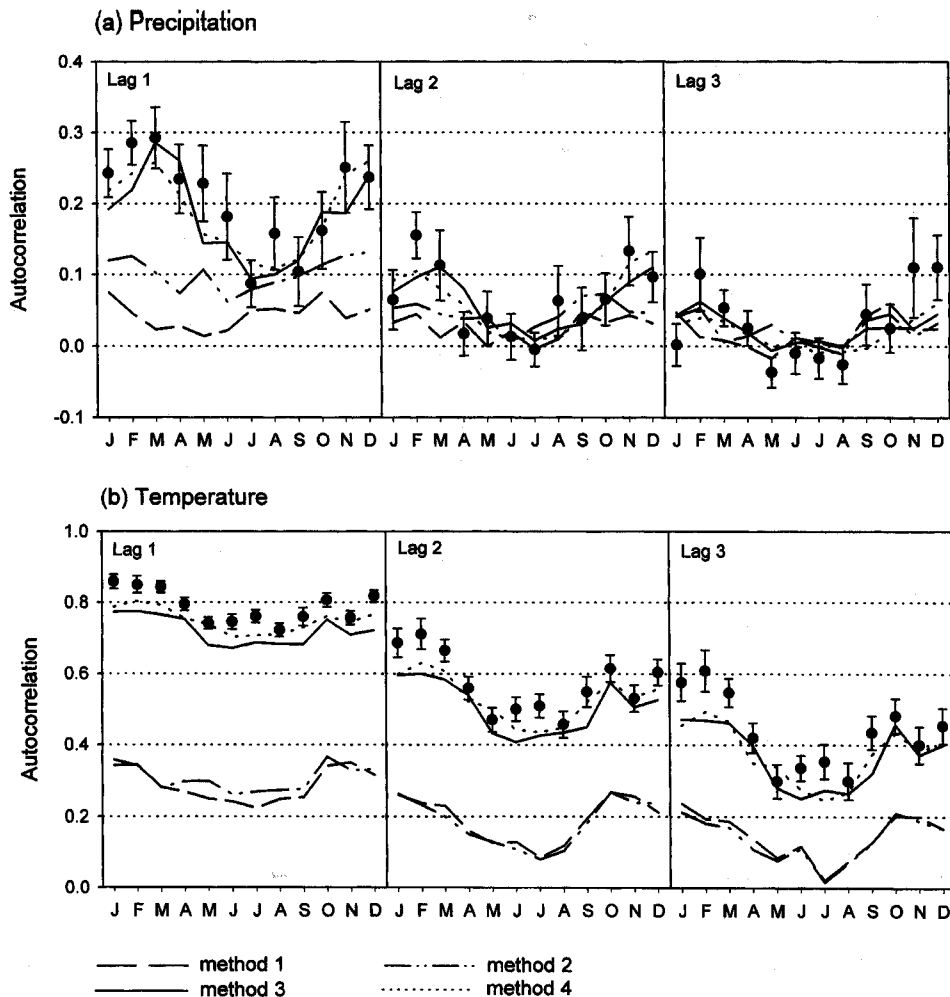 (a) Precipitation
0.4
0.3
0.2
0.1
0.0
-0.1
Autocorrelation
Lag 1
Lag 2
Lag 3
J F M A M J J A S O N D
J F M A M J J A S O N D
J F M A M J J A S O N D
(b) Temperature
1.0
0.8
0.6
0.4
0.2
0.0
Autocorrelation
Lag 1
Lag 2
Lag 3
J F M A M J J A S O N D
J F M A M J J A S O N D
J F M A M J J A S O N D
method 1
method 2
method 3
method 4